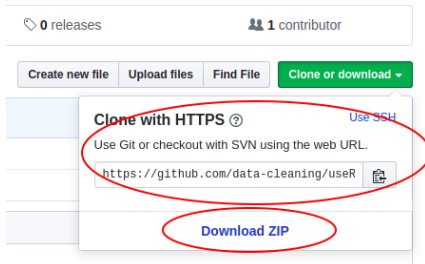 0 releases
1 contributor
Create new file
Upload files
Find File
Clone or download
Clone with HTTPS
Use SSH
Use Git or checkout with SVN using the web URL.
https://github.com/data-cleaning/useR
Download ZIP